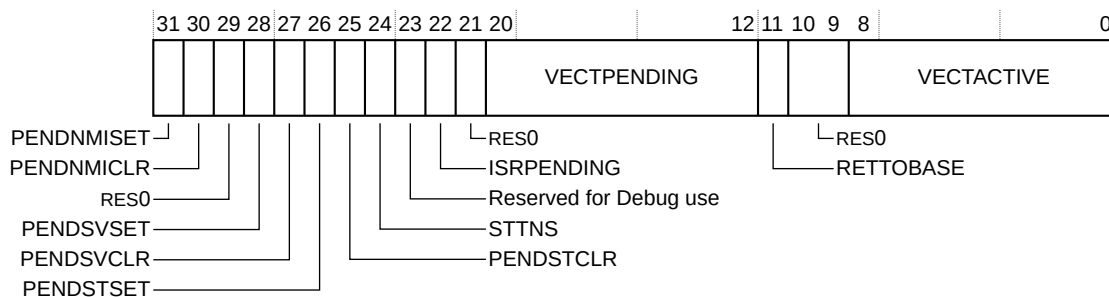 31 30 29 28 27 26 25 24 23 22 21 20 12 11 10 9 8 0
VECTPENDING VECTACTIVE
PENDNMISET RES0 RES0
PENDNMICLR ISRPENDING RETTOBASE
RES0 Reserved for Debug use
PENDSVSET STTNS
PENDSVCLR PENDSTCLR
PENDSTSET